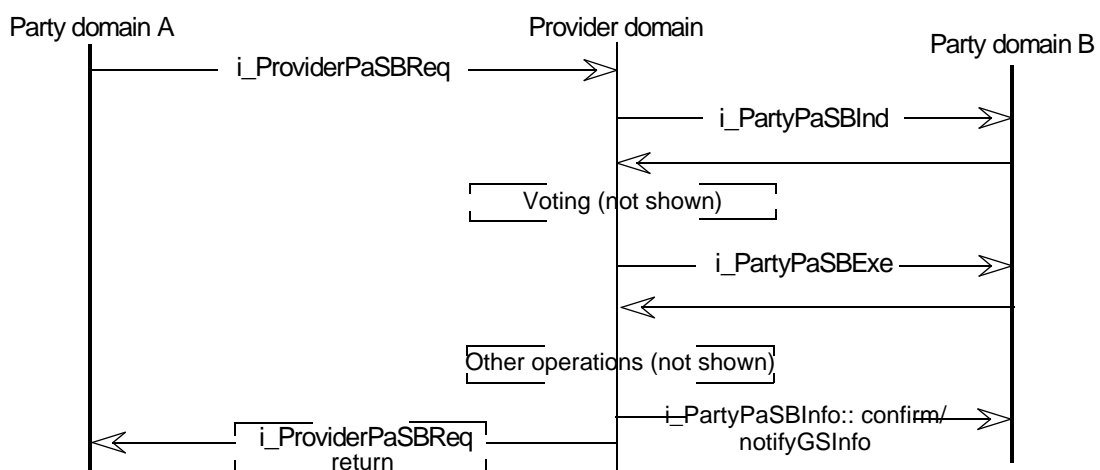 Party domain A
Provider domain
Party domain B
i_ProviderPaSBReq
i_PartyPaSBInd
Voting (not shown)
i_PartyPaSBExe
Other operations (not shown)
i_PartyPaSBInfo:: confirm/
notifyGSInfo
i_ProviderPaSBReq
return